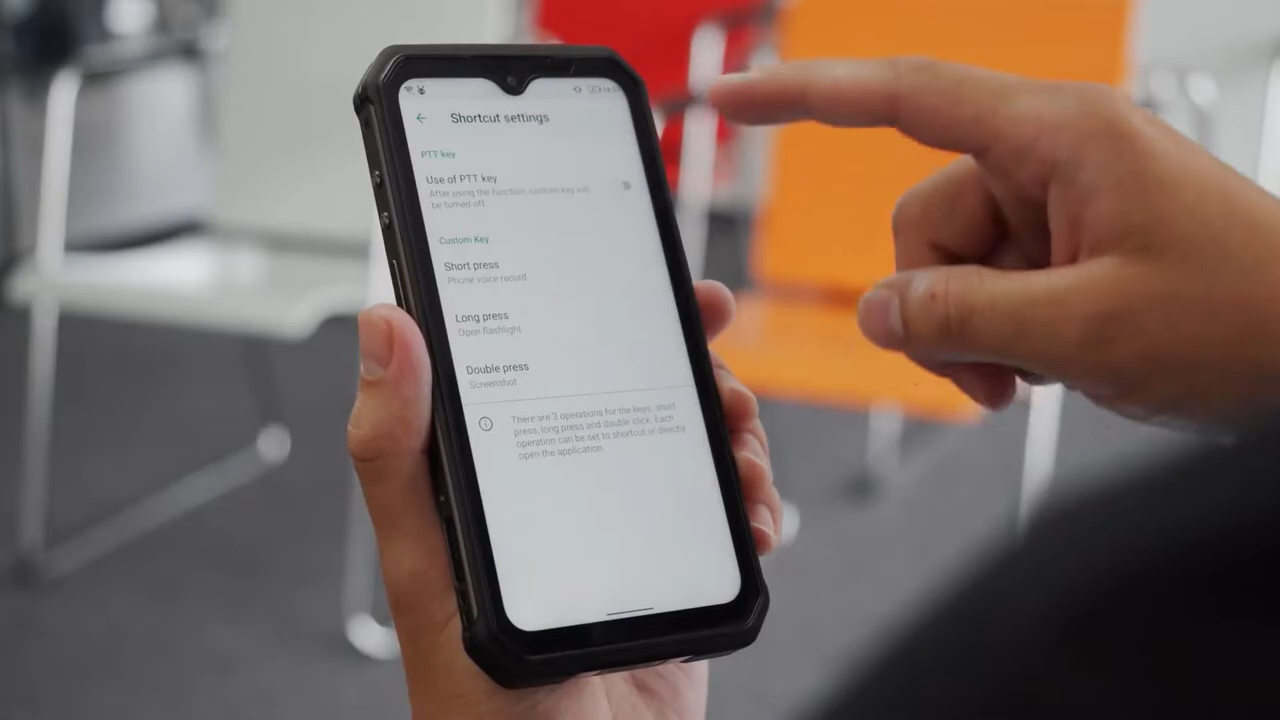 Shortcut settings
PTT key
Use of PTT key
After using the function, custom key will
be turned off.
Custom Key
Short press
Phone voice record
Long press
Open flashlight
Double press
Screenshot
There are 3 operations for the keys: short
press, long press and double click. Each
operation can be set to shortcut or directly
open the application.